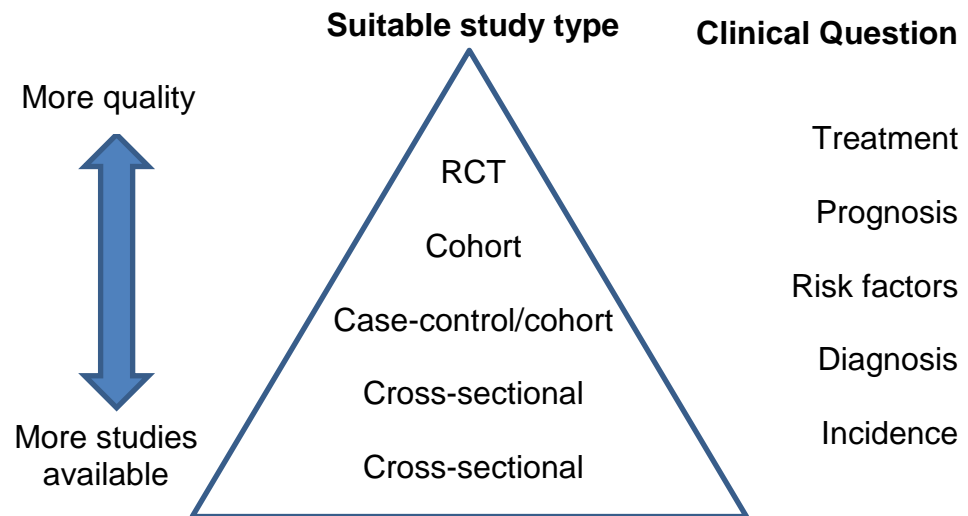 Suitable study type
Clinical Question
More quality
Treatment
RCT
Prognosis
Cohort
Risk factors
Case-control/cohort
Diagnosis
Cross-sectional
More studies
available
Incidence
Cross-sectional